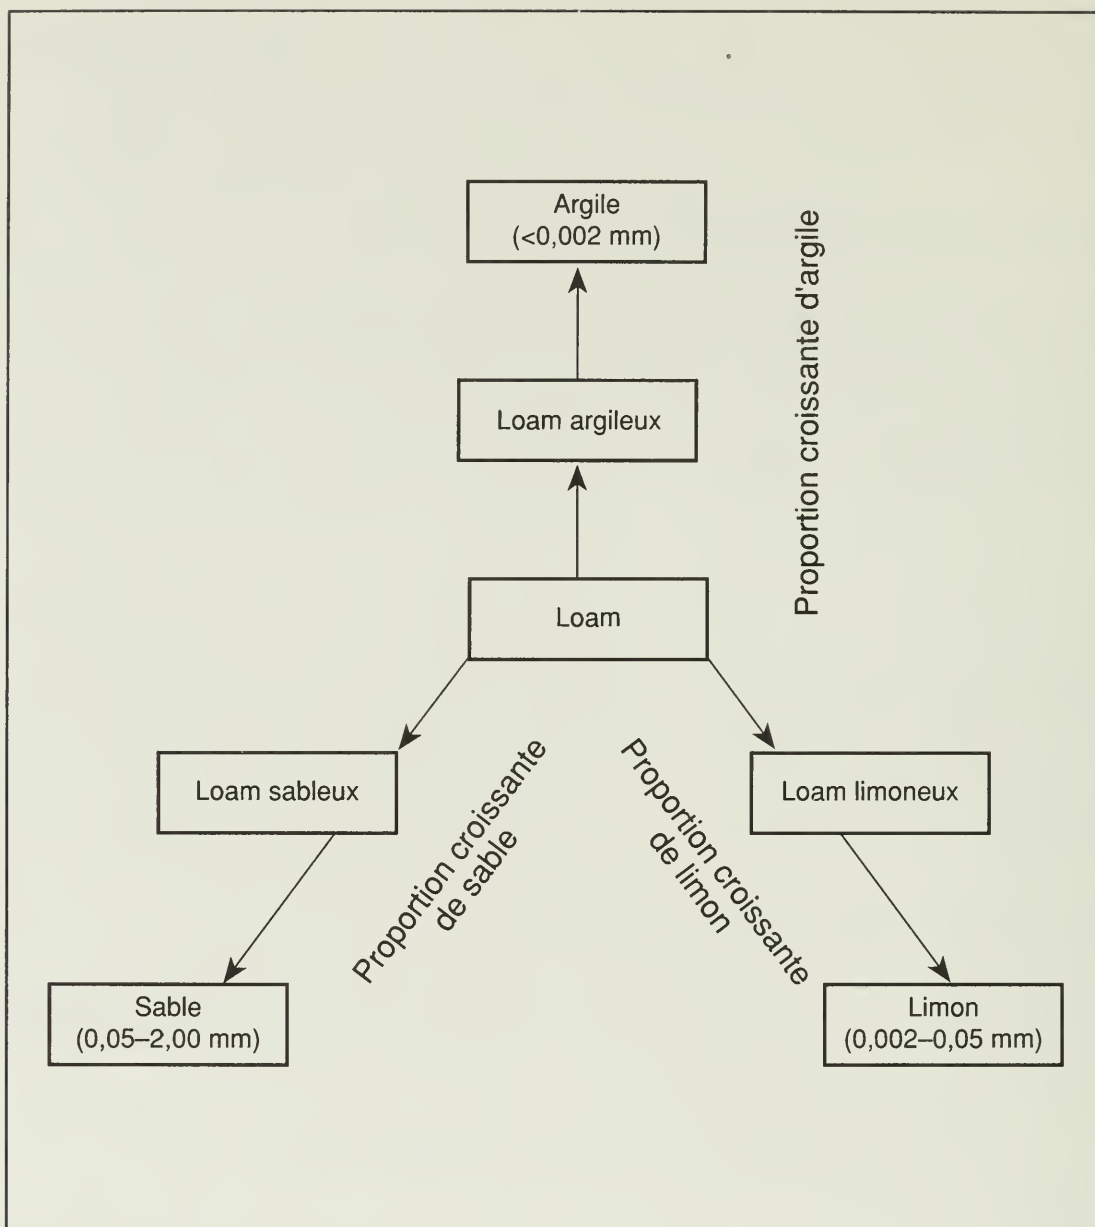 Argile
(<0,002 mm)
Proportion croissante d'argile
Loam argileux
Loam
Loam sableux
Proportion croissante
de sable
Proportion croissante
de limon
Loam limoneux
Sable
(0,05–2,00 mm)
Limon
(0,002–0,05 mm)